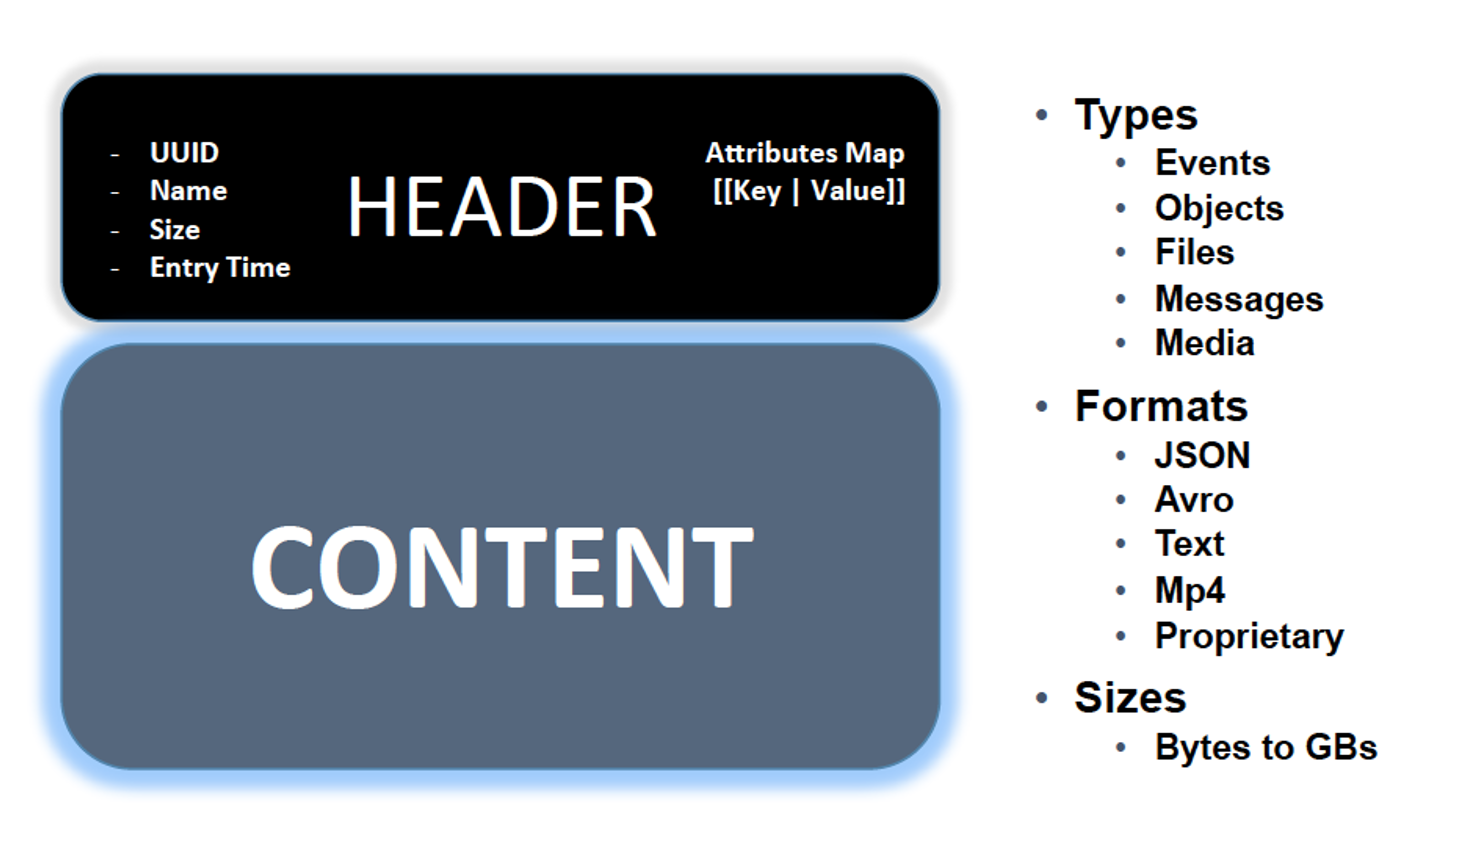 - UUID
- Name
- Size
- Entry Time
HEADER
Attributes Map
[[Key | Value]]
CONTENT
• Types
• Events
• Objects
• Files
• Messages
• Media
• Formats
• JSON
• Avro
• Text
• Mp4
• Proprietary
• Sizes
• Bytes to GBs